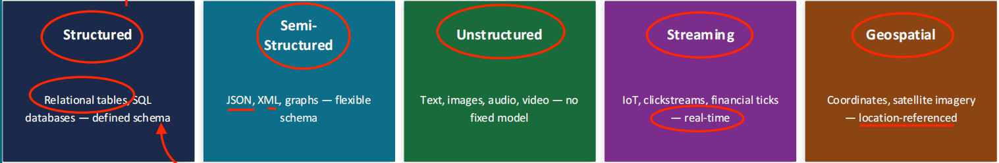 Structured
Relational tables, SQL
databases — defined schema
Semi-
Structured
JSON, XML, graphs — flexible
schema
Unstructured
Text, images, audio, video — no
fixed model
Streaming
IoT, clickstreams, financial ticks
— real-time
Geospatial
Coordinates, satellite imagery
— location-referenced